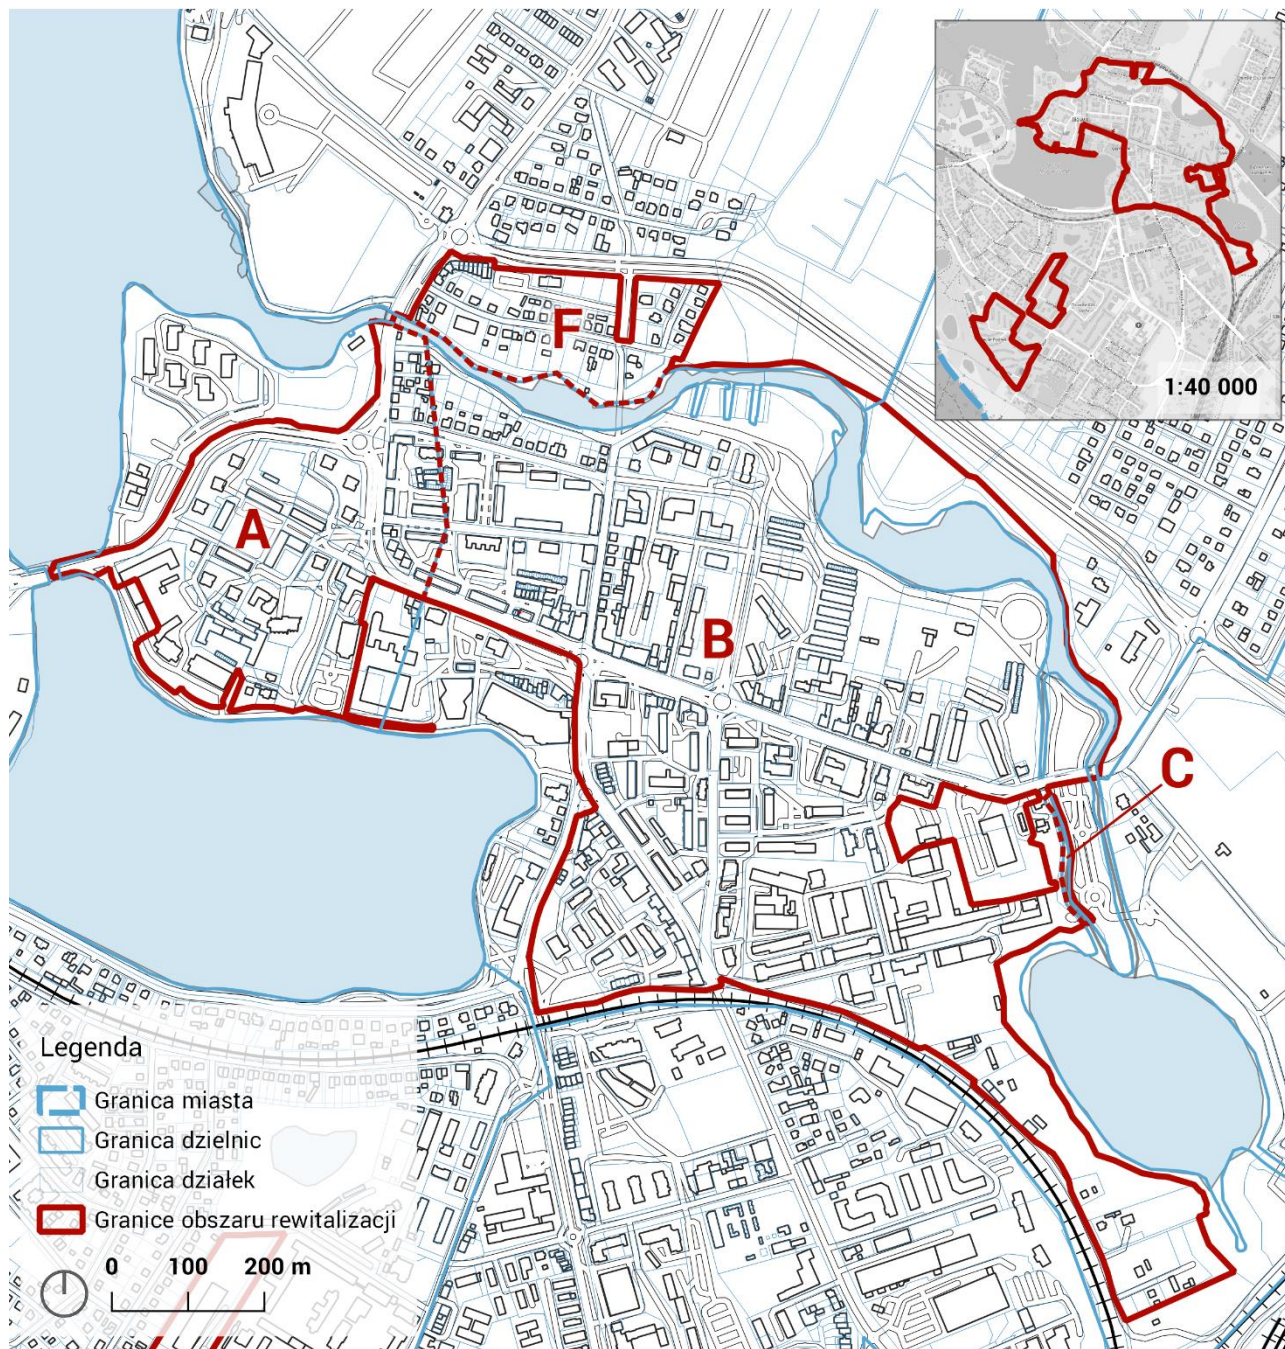 1:40 000
F
A
B
C
Legenda
Granica miasta
Granica dzielnic
Granica działek
Granice obszaru rewitalizacji
0 100 200 m